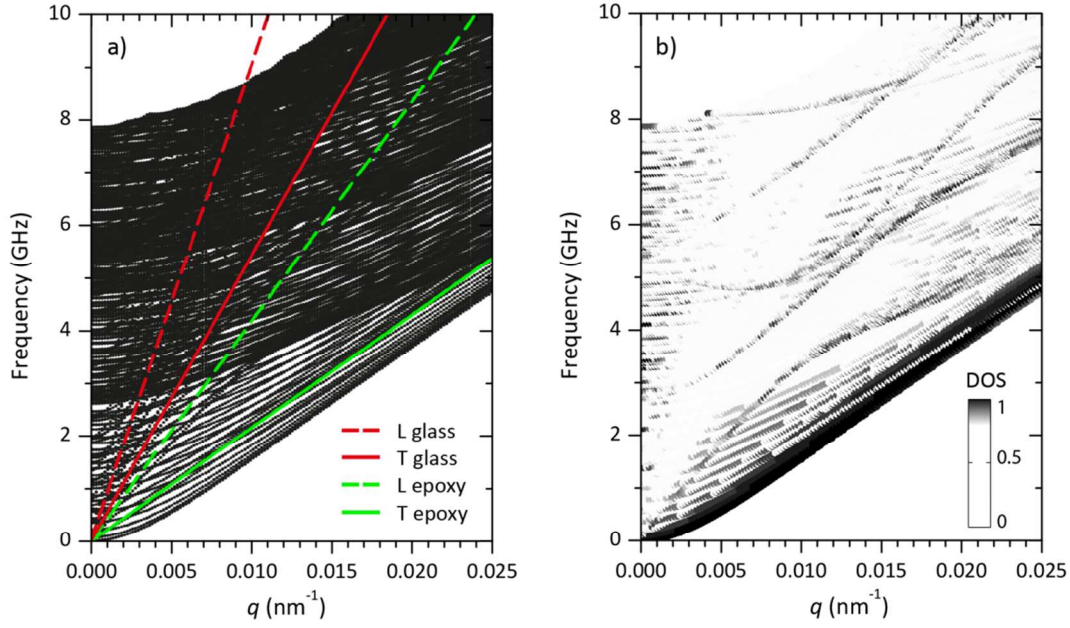 a)
Frequency (GHz)
10
8
6
4
2
0
L glass
T glass
L epoxy
T epoxy
0.000 0.005 0.010 0.015 0.020 0.025
q (nm⁻¹)
b)
Frequency (GHz)
10
8
6
4
2
0
DOS
1
0.5
0
0.000 0.005 0.010 0.015 0.020 0.025
q (nm⁻¹)